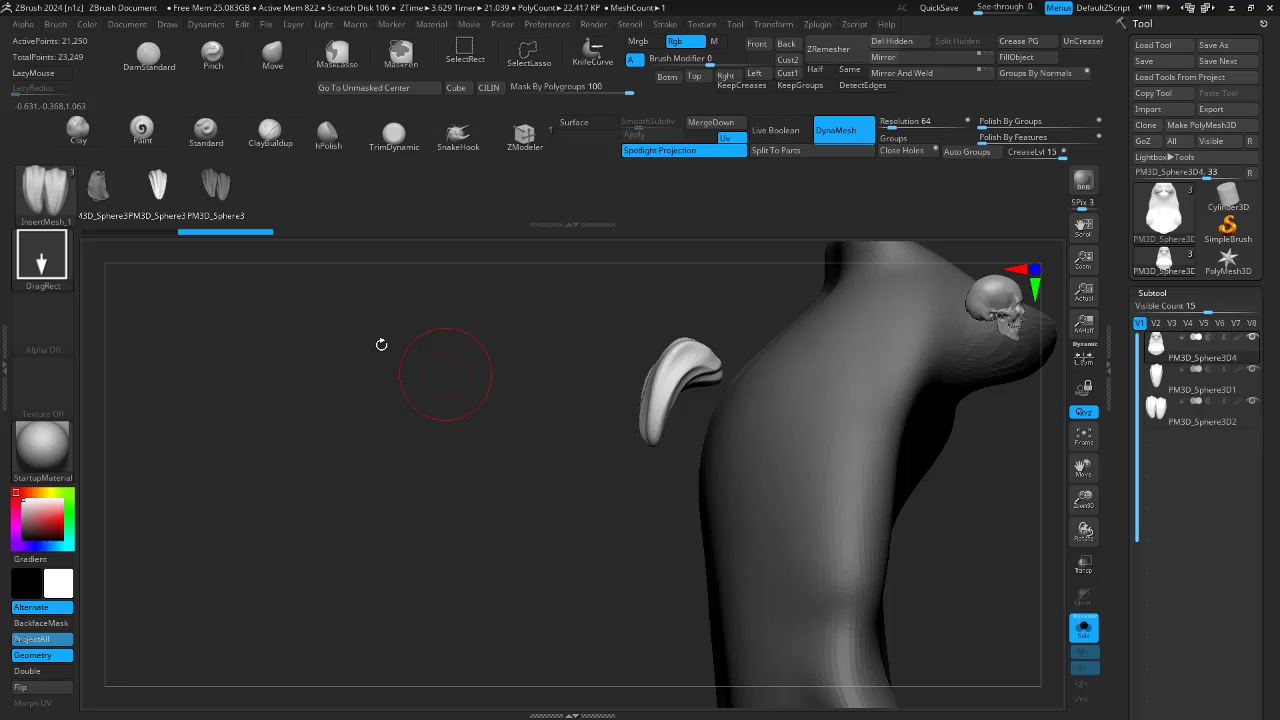 ZBrush 2024 [n1z] ZBrush Document • Free Mem 25.083GB • Active Mem 822 • Scratch Disk 106 • ZTime►3.629 Timer►21.039 • PolyCount►22.417 KP • MeshCount►1
AC QuickSave See-through 0 Menus DefaultZScript
Alpha Brush Color Document Draw Dynamics Edit File Layer Light Macro Marker Material Movie Picker Preferences Render Stencil Stroke Texture Tool Transform Zplugin Zscript Help
Tool
ActivePoints: 21,250
TotalPoints: 23,249
LazyMouse
LazyRadius
-0.631,-0.368,1.063
DamStandard Pinch Move MaskLasso MaskPen SelectRect SelectLasso KnifeCurve
Mrgb Rgb M
A Brush Modifier 0
Front Back
Cust2
Botm Top Rght Left Cust1
ZRemesher
Half Same
KeepCreases KeepGroups DetectEdges
Del Hidden Split Hidden Crease PG UnCrease
Mirror FillObject
Mirror And Weld Groups By Normals
Go To Unmasked Center Cube CILIN Mask By Polygroups 100
Clay Paint Standard ClayBuildup hPolish TrimDynamic SnakeHook ZModeler 1
Surface SmoothSubdiv MergeDown
Apply Uv
Spotlight Projection
Live Boolean
Split To Parts
DynaMesh
Resolution 64 Polish By Groups
Groups Polish By Features
Close Holes Auto Groups CreaseLvl 15
Load Tool Save As
Save Save Next
Load Tools From Project
Copy Tool Paste Tool
Import Export
Clone Make PolyMesh3D
GoZ All Visible R
Lightbox►Tools
PM3D_Sphere3D4. 33 R
3
PM3D_Sphere3D
Cylinder3D
SimpleBrush
3
PM3D_Sphere3D
PolyMesh3D
3
InsertMesh_1
PM3D_Sphere3 PM3D_Sphere3 PM3D_Sphere3
DragRect
Alpha Off
Texture Off
StartupMaterial
Gradient
Alternate
BackfaceMask
ProjectAll
Geometry
Double
Flip
Morph UV
BPR
SPix 3
Scroll
Zoom
Actual
AAHalf
Dynamic
L.Sym
XYZ
Frame
Move
Zoom3D
Rotate
Transp
Ghost
Dynamic
Solo
>M<
>X<
>Z<
>Y<
Subtool
Visible Count 15
V1 V2 V3 V4 V5 V6 V7 V8
PM3D_Sphere3D4
PM3D_Sphere3D1
PM3D_Sphere3D2